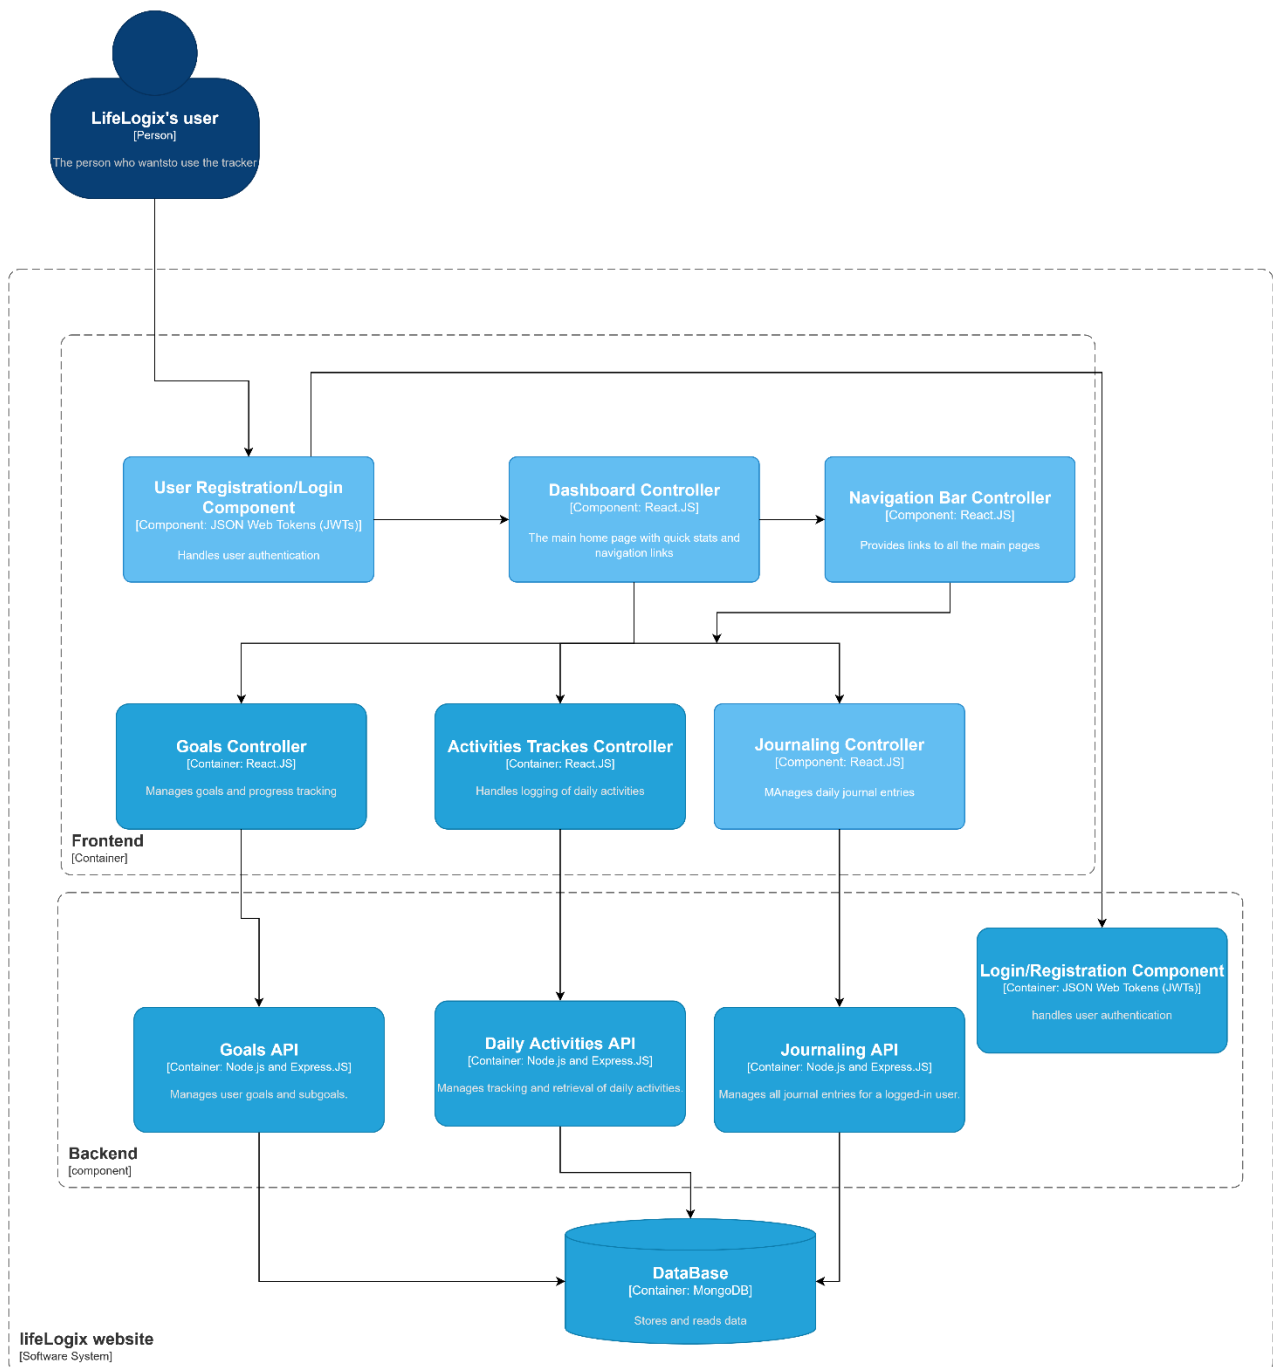 LifeLogix's user
[Person]
The person who wantsto use the tracker
User Registration/Login
Component
[Component: JSON Web Tokens (JWTs)]
Handles user authentication
Dashboard Controller
[Component: React.JS]
The main home page with quick stats and
navigation links
Navigation Bar Controller
[Component: React.JS]
Provides links to all the main pages
Goals Controller
[Container: React.JS]
Manages goals and progress tracking
Activities Trackes Controller
[Container: React.JS]
Handles logging of daily activities
Journaling Controller
[Component: React.JS]
MAnages daily journal entries
Frontend
[Container]
Login/Registration Component
[Container: JSON Web Tokens (JWTs)]
handles user authentication
Goals API
[Container: Node.js and Express.JS]
Manages user goals and subgoals.
Daily Activities API
[Container: Node.js and Express.JS]
Manages tracking and retrieval of daily activities.
Journaling API
[Container: Node.js and Express.JS]
Manages all journal entries for a logged-in user.
Backend
[component]
DataBase
[Container: MongoDB]
Stores and reads data
lifeLogix website
[Software System]